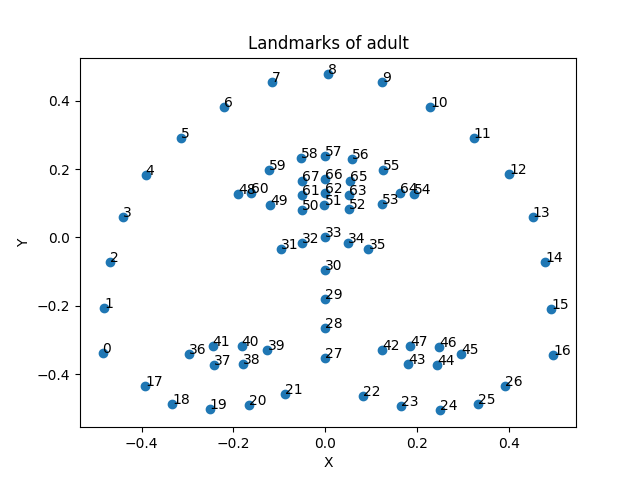 Landmarks of adult
8
7 9
6 10
0.4
5 11
58 57 56
59 55
4 67 66 65 12
0.2
48 60 61 62 63 64 54
49 50 51 52 53
3 13
Y
0.0
31 32 33 34 35
2 30 14
1 29 15
−0.2
28
41 40 39 42 47 46 45
0 36 27 16
37 38 43 44
−0.4
17 26
18 19 20 21 22 23 24 25
−0.4 −0.2 0.0 0.2 0.4
X